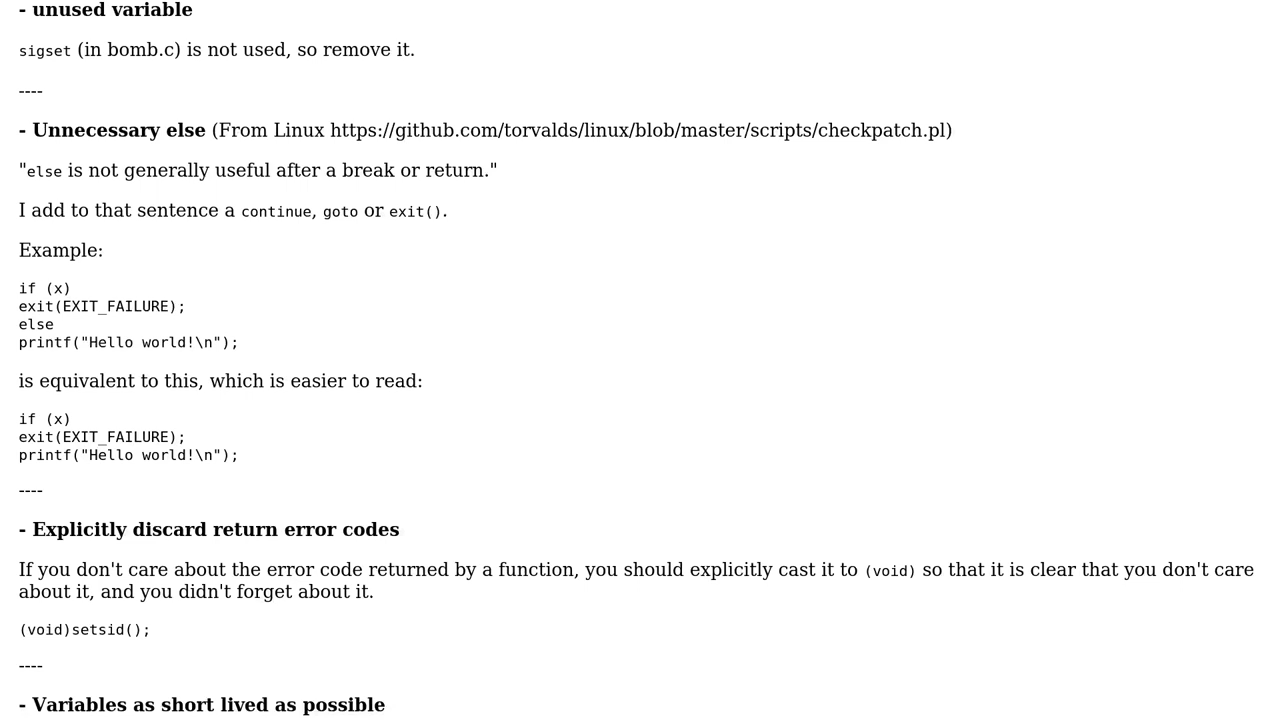 - unused variable
sigset (in bomb.c) is not used, so remove it.
----
- Unnecessary else (From Linux https://github.com/torvalds/linux/blob/master/scripts/checkpatch.pl)
"else is not generally useful after a break or return."
I add to that sentence a continue, goto or exit().
Example:
if (x)
exit(EXIT_FAILURE);
else
printf("Hello world!\n");
is equivalent to this, which is easier to read:
if (x)
exit(EXIT_FAILURE);
printf("Hello world!\n");
----
- Explicitly discard return error codes
If you don't care about the error code returned by a function, you should explicitly cast it to (void) so that it is clear that you don't care
about it, and you didn't forget about it.
(void)setsid();
----
- Variables as short lived as possible